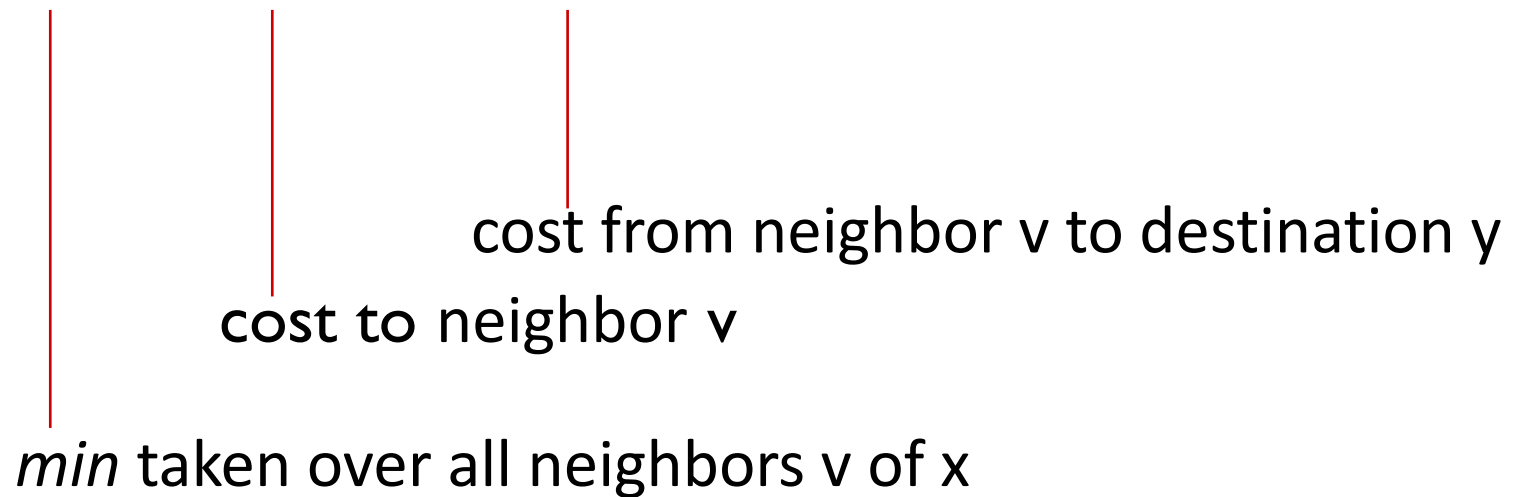 cost from neighbor v to destination y
cost to neighbor v
min taken over all neighbors v of x